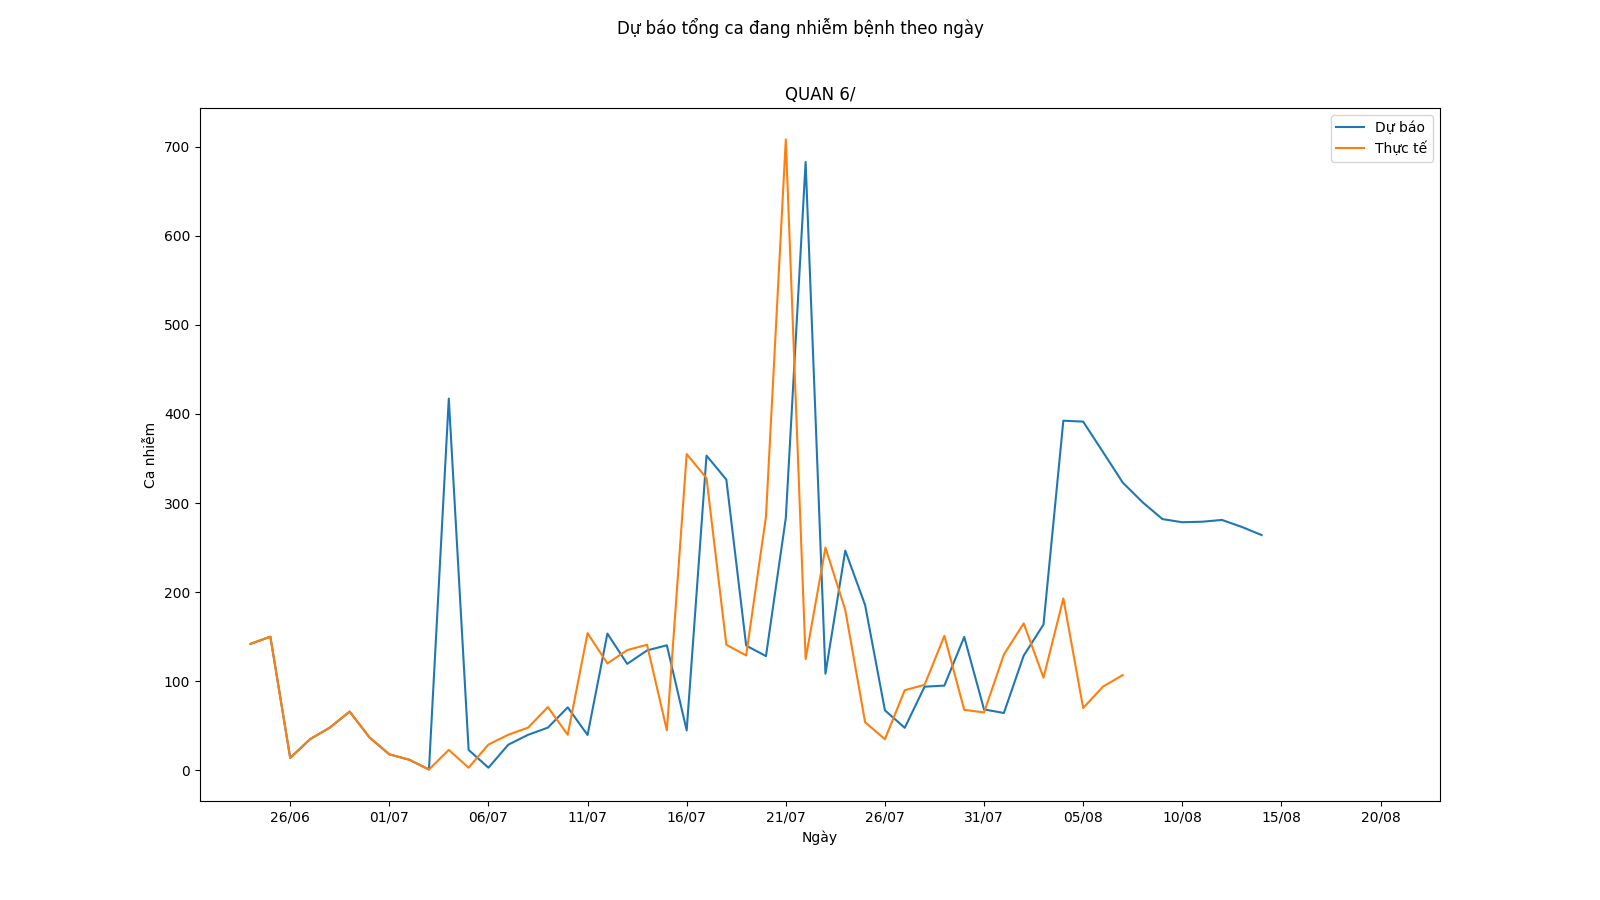 Dự báo tổng ca đang nhiễm bệnh theo ngày
QUAN 6/
Dự báo
Thực tế
700
600
500
400
300
200
100
0
Ca nhiễm
26/06 01/07 06/07 11/07 16/07 21/07 26/07 31/07 05/08 10/08 15/08 20/08
Ngày